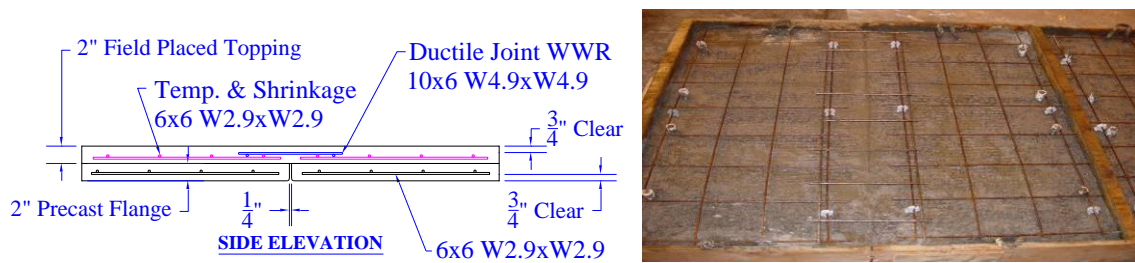 2" Field Placed Topping
Temp. & Shrinkage
6x6 W2.9xW2.9
Ductile Joint WWR
10x6 W4.9xW4.9
3/4" Clear
2" Precast Flange
1/4"
3/4" Clear
SIDE ELEVATION
6x6 W2.9xW2.9